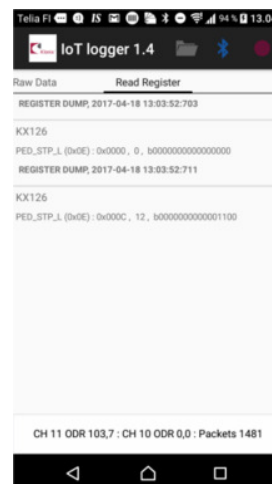 Telia FI 94 % 13.04
IoT logger 1.4
Raw Data Read Register
REGISTER DUMP, 2017-04-18 13:03:52:703
KX126
PED_STP_L (0x0E) : 0x0000 , 0 , b0000000000000000
REGISTER DUMP, 2017-04-18 13:03:52:711
KX126
PED_STP_L (0x0E) : 0x000C , 12 , b0000000000001100
CH 11 ODR 103,7 : CH 10 ODR 0,0 : Packets 1481